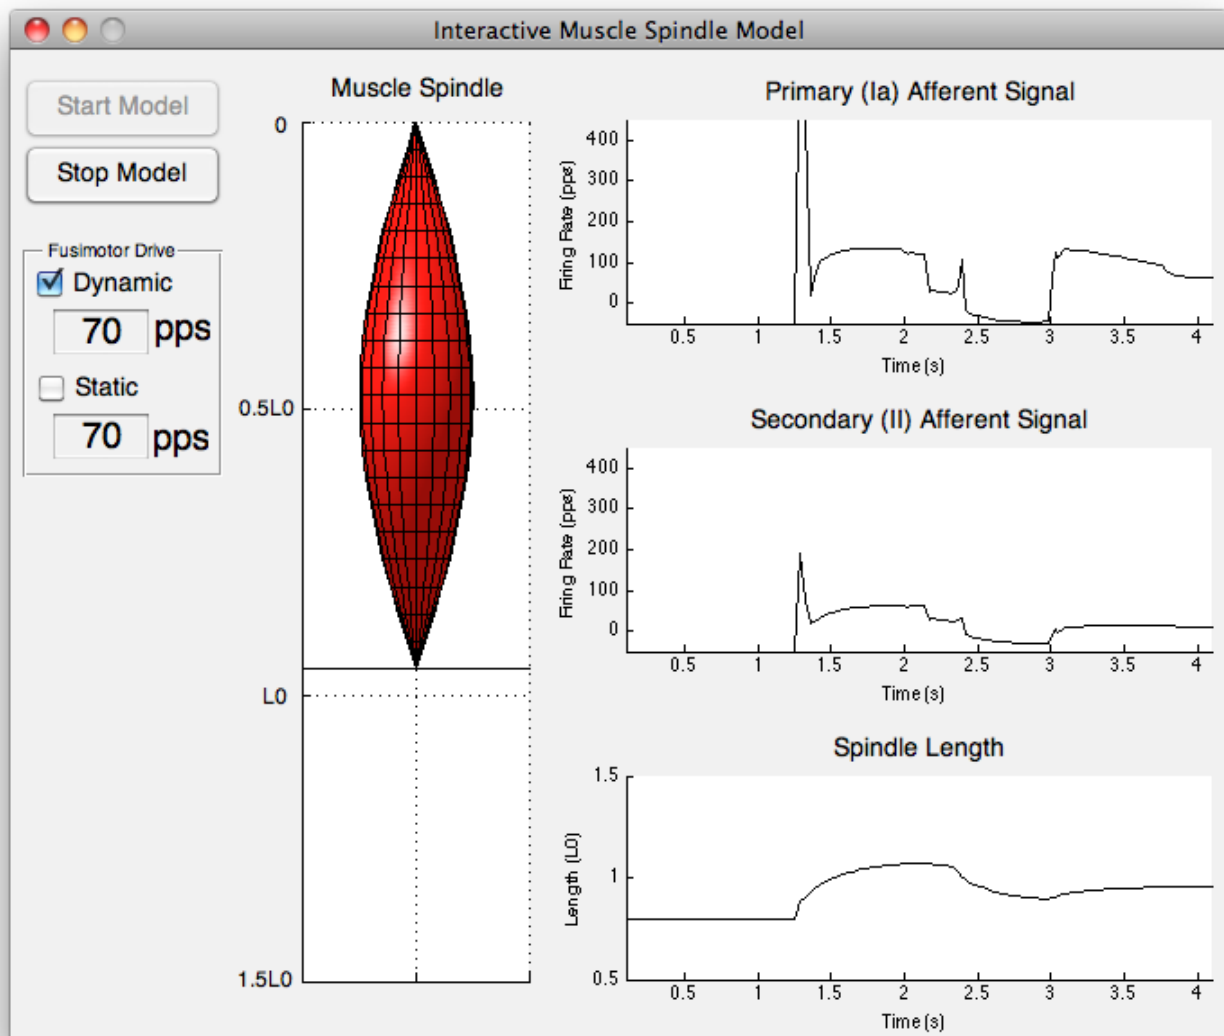 Interactive Muscle Spindle Model
Start Model
Stop Model
Fusimotor Drive
Dynamic
70 pps
Static
70 pps
Muscle Spindle
0
0.5L0
L0
1.5L0
Primary (Ia) Afferent Signal
Firing Rate (pps)
400
300
200
100
0
0.5 1 1.5 2 2.5 3 3.5 4
Time (s)
Secondary (II) Afferent Signal
Firing Rate (pps)
400
300
200
100
0
0.5 1 1.5 2 2.5 3 3.5 4
Time (s)
Spindle Length
Length (L0)
1.5
1
0.5
0.5 1 1.5 2 2.5 3 3.5 4
Time (s)